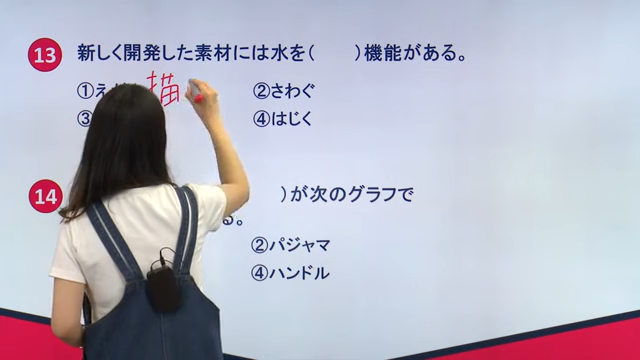 13 新しく開発した素材には水を(　　)機能がある。
①え 描 ②さわぐ
③ ④はじく
14 )が次のグラフで
る。
②パジャマ
④ハンドル